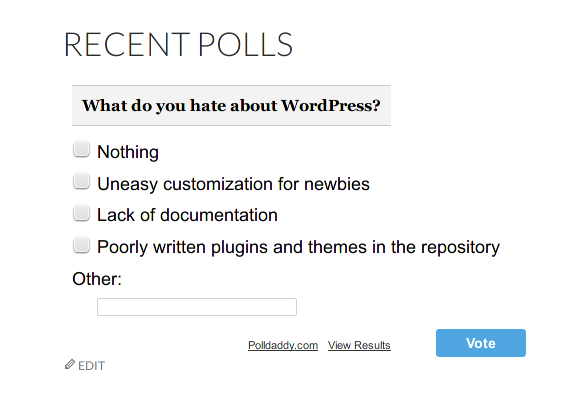 RECENT POLLS
What do you hate about WordPress?
Nothing
Uneasy customization for newbies
Lack of documentation
Poorly written plugins and themes in the repository
Other:
Polldaddy.com View Results Vote
EDIT